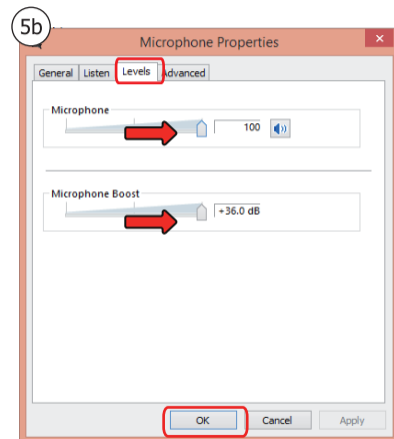 5b
Microphone Properties
×
General Listen Levels Advanced
Microphone
100
Microphone Boost
+36.0 dB
OK Cancel Apply